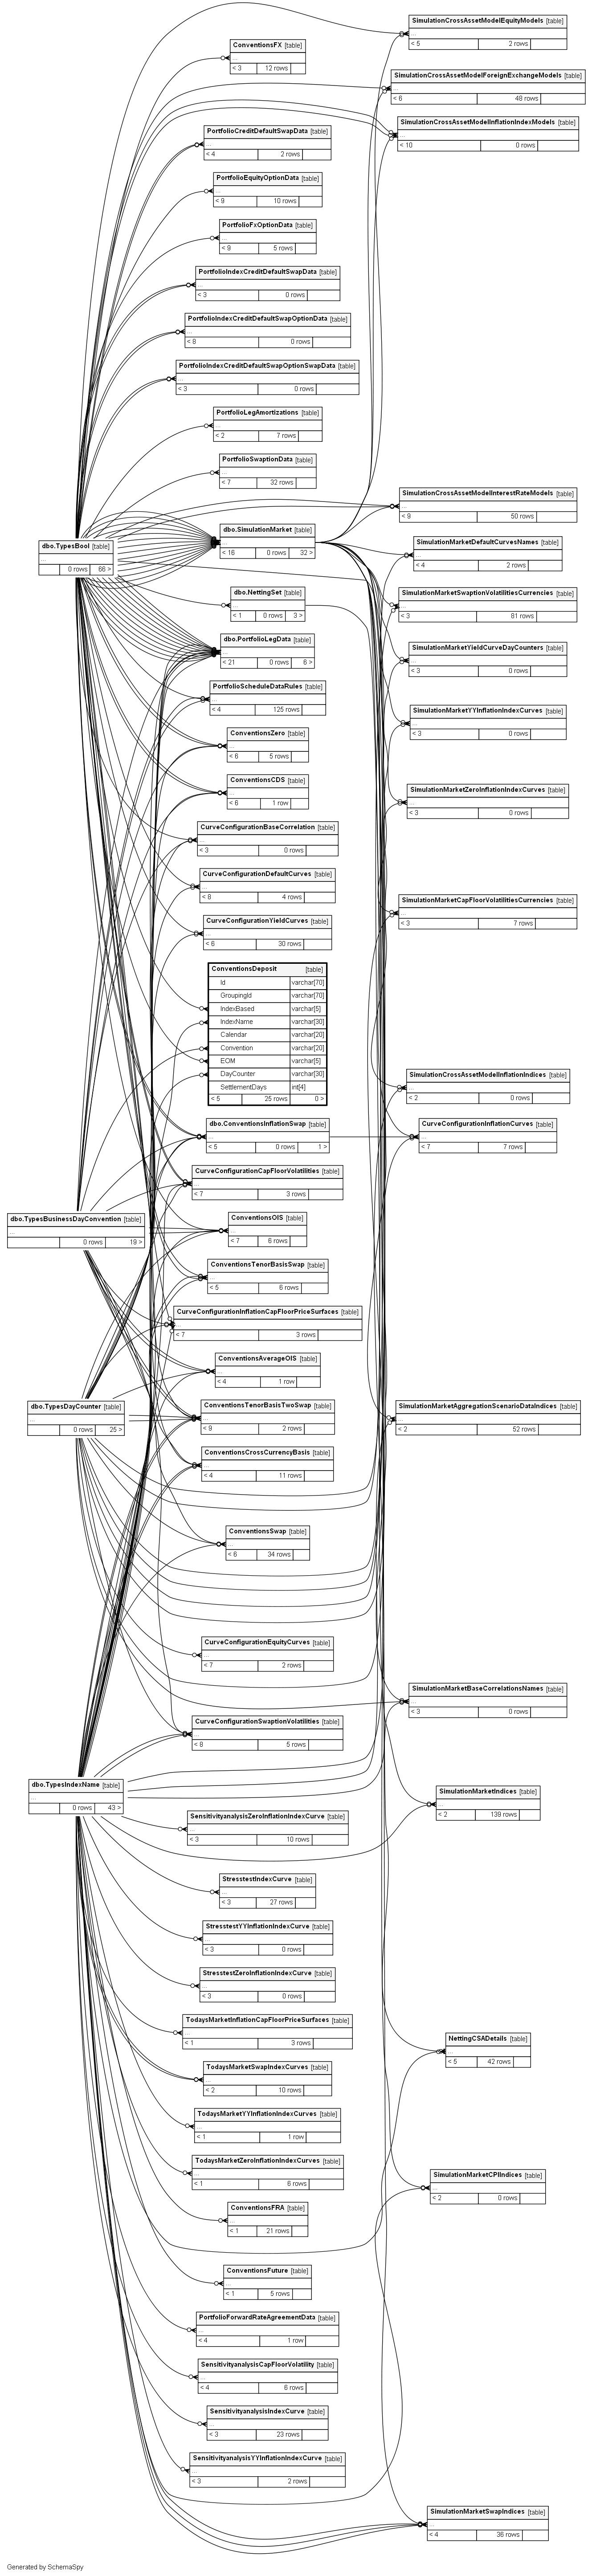 SimulationCrossAssetModelEquityModels [table]
...
< 5 2 rows
ConventionsFX [table]
...
< 3 12 rows
SimulationCrossAssetModelForeignExchangeModels [table]
...
< 6 48 rows
SimulationCrossAssetModelInflationIndexModels [table]
...
< 10 0 rows
PortfolioCreditDefaultSwapData [table]
...
< 4 2 rows
PortfolioEquityOptionData [table]
...
< 9 10 rows
PortfolioFxOptionData [table]
...
< 9 5 rows
PortfolioIndexCreditDefaultSwapData [table]
...
< 3 0 rows
PortfolioIndexCreditDefaultSwapOptionData [table]
...
< 8 0 rows
PortfolioIndexCreditDefaultSwapOptionSwapData [table]
...
< 3 0 rows
PortfolioLegAmortizations [table]
...
< 2 7 rows
PortfolioSwaptionData [table]
...
< 7 32 rows
SimulationCrossAssetModelInterestRateModels [table]
...
< 9 50 rows
dbo.SimulationMarket [table]
...
< 16 0 rows 32 >
dbo.TypesBool [table]
...
0 rows 66 >
SimulationMarketDefaultCurvesNames [table]
...
< 4 2 rows
dbo.NettingSet [table]
...
< 1 0 rows 3 >
SimulationMarketSwaptionVolatilitiesCurrencies [table]
...
< 3 81 rows
dbo.PortfolioLegData [table]
...
< 21 0 rows 6 >
SimulationMarketYieldCurveDayCounters [table]
...
< 3 0 rows
PortfolioScheduleDataRules [table]
...
< 4 125 rows
SimulationMarketYYInflationIndexCurves [table]
...
< 3 0 rows
ConventionsZero [table]
...
< 6 5 rows
ConventionsCDS [table]
...
< 6 1 row
SimulationMarketZeroInflationIndexCurves [table]
...
< 3 0 rows
CurveConfigurationBaseCorrelation [table]
...
< 3 0 rows
CurveConfigurationDefaultCurves [table]
...
< 8 4 rows
SimulationMarketCapFloorVolatilitiesCurrencies [table]
...
< 3 7 rows
CurveConfigurationYieldCurves [table]
...
< 6 30 rows
ConventionsDeposit [table]
Id varchar[70]
GroupingId varchar[70]
IndexBased varchar[5]
IndexName varchar[30]
Calendar varchar[20]
Convention varchar[20]
EOM varchar[5]
DayCounter varchar[30]
SettlementDays int[4]
< 5 25 rows 0 >
SimulationCrossAssetModelInflationIndices [table]
...
< 2 0 rows
dbo.ConventionsInflationSwap [table]
...
< 5 0 rows 1 >
CurveConfigurationInflationCurves [table]
...
< 7 7 rows
CurveConfigurationCapFloorVolatilities [table]
...
< 7 3 rows
dbo.TypesBusinessDayConvention [table]
...
0 rows 19 >
ConventionsOIS [table]
...
< 7 6 rows
ConventionsTenorBasisSwap [table]
...
< 5 6 rows
CurveConfigurationInflationCapFloorPriceSurfaces [table]
...
< 7 3 rows
ConventionsAverageOIS [table]
...
< 4 1 row
dbo.TypesDayCounter [table]
...
0 rows 25 >
ConventionsTenorBasisTwoSwap [table]
...
< 9 2 rows
SimulationMarketAggregationScenarioDataIndices [table]
...
< 2 52 rows
ConventionsCrossCurrencyBasis [table]
...
< 4 11 rows
ConventionsSwap [table]
...
< 6 34 rows
CurveConfigurationEquityCurves [table]
...
< 7 2 rows
SimulationMarketBaseCorrelationsNames [table]
...
< 3 0 rows
CurveConfigurationSwaptionVolatilities [table]
...
< 8 5 rows
dbo.TypesIndexName [table]
...
0 rows 43 >
SimulationMarketIndices [table]
...
< 2 139 rows
SensitivityanalysisZeroInflationIndexCurve [table]
...
< 3 10 rows
StresstestIndexCurve [table]
...
< 3 27 rows
StresstestYYInflationIndexCurve [table]
...
< 3 0 rows
StresstestZeroInflationIndexCurve [table]
...
< 3 0 rows
TodaysMarketInflationCapFloorPriceSurfaces [table]
...
< 1 3 rows
NettingCSADetails [table]
...
< 5 42 rows
TodaysMarketSwapIndexCurves [table]
...
< 2 10 rows
TodaysMarketYYInflationIndexCurves [table]
...
< 1 1 row
TodaysMarketZeroInflationIndexCurves [table]
...
< 1 6 rows
SimulationMarketCPIIndices [table]
...
< 2 0 rows
ConventionsFRA [table]
...
< 1 21 rows
ConventionsFuture [table]
...
< 1 5 rows
PortfolioForwardRateAgreementData [table]
...
< 4 1 row
SensitivityanalysisCapFloorVolatility [table]
...
< 4 6 rows
SensitivityanalysisIndexCurve [table]
...
< 3 23 rows
SensitivityanalysisYYInflationIndexCurve [table]
...
< 3 2 rows
SimulationMarketSwapIndices [table]
...
< 4 36 rows
Generated by SchemaSpy